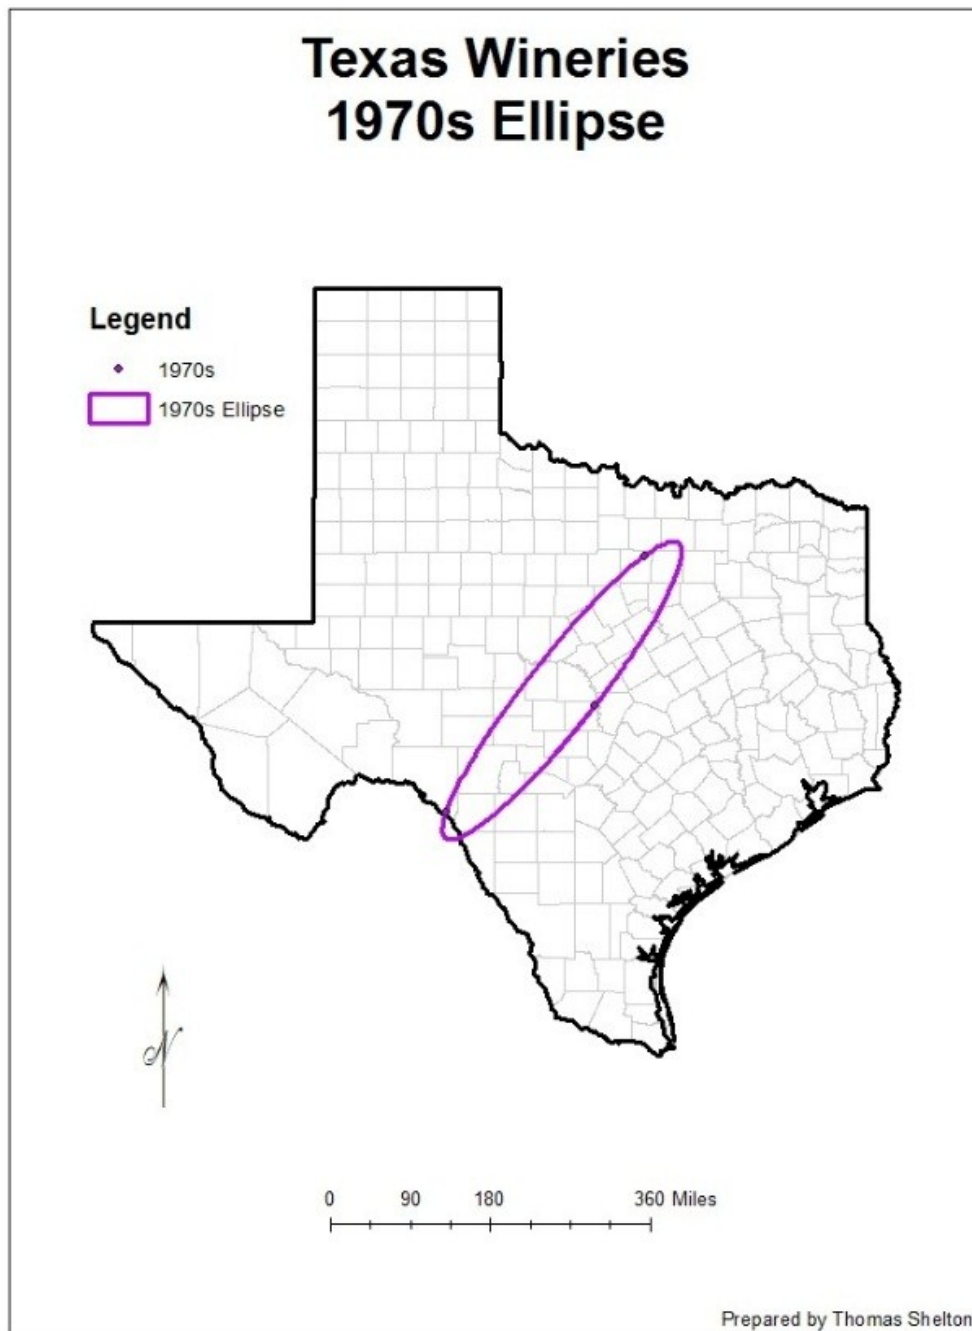 Texas Wineries
1970s Ellipse
Legend
1970s
1970s Ellipse
N
0 90 180 360 Miles
Prepared by Thomas Shelton